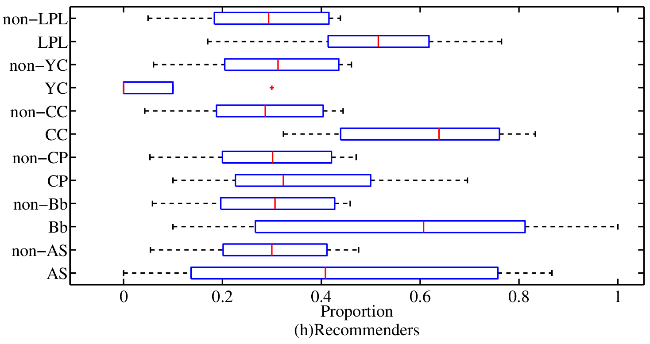 non−LPL
LPL
non−YC
YC
non−CC
CC
non−CP
CP
non−Bb
Bb
non−AS
AS
0 0.2 0.4 0.6 0.8 1
Proportion
(h)Recommenders